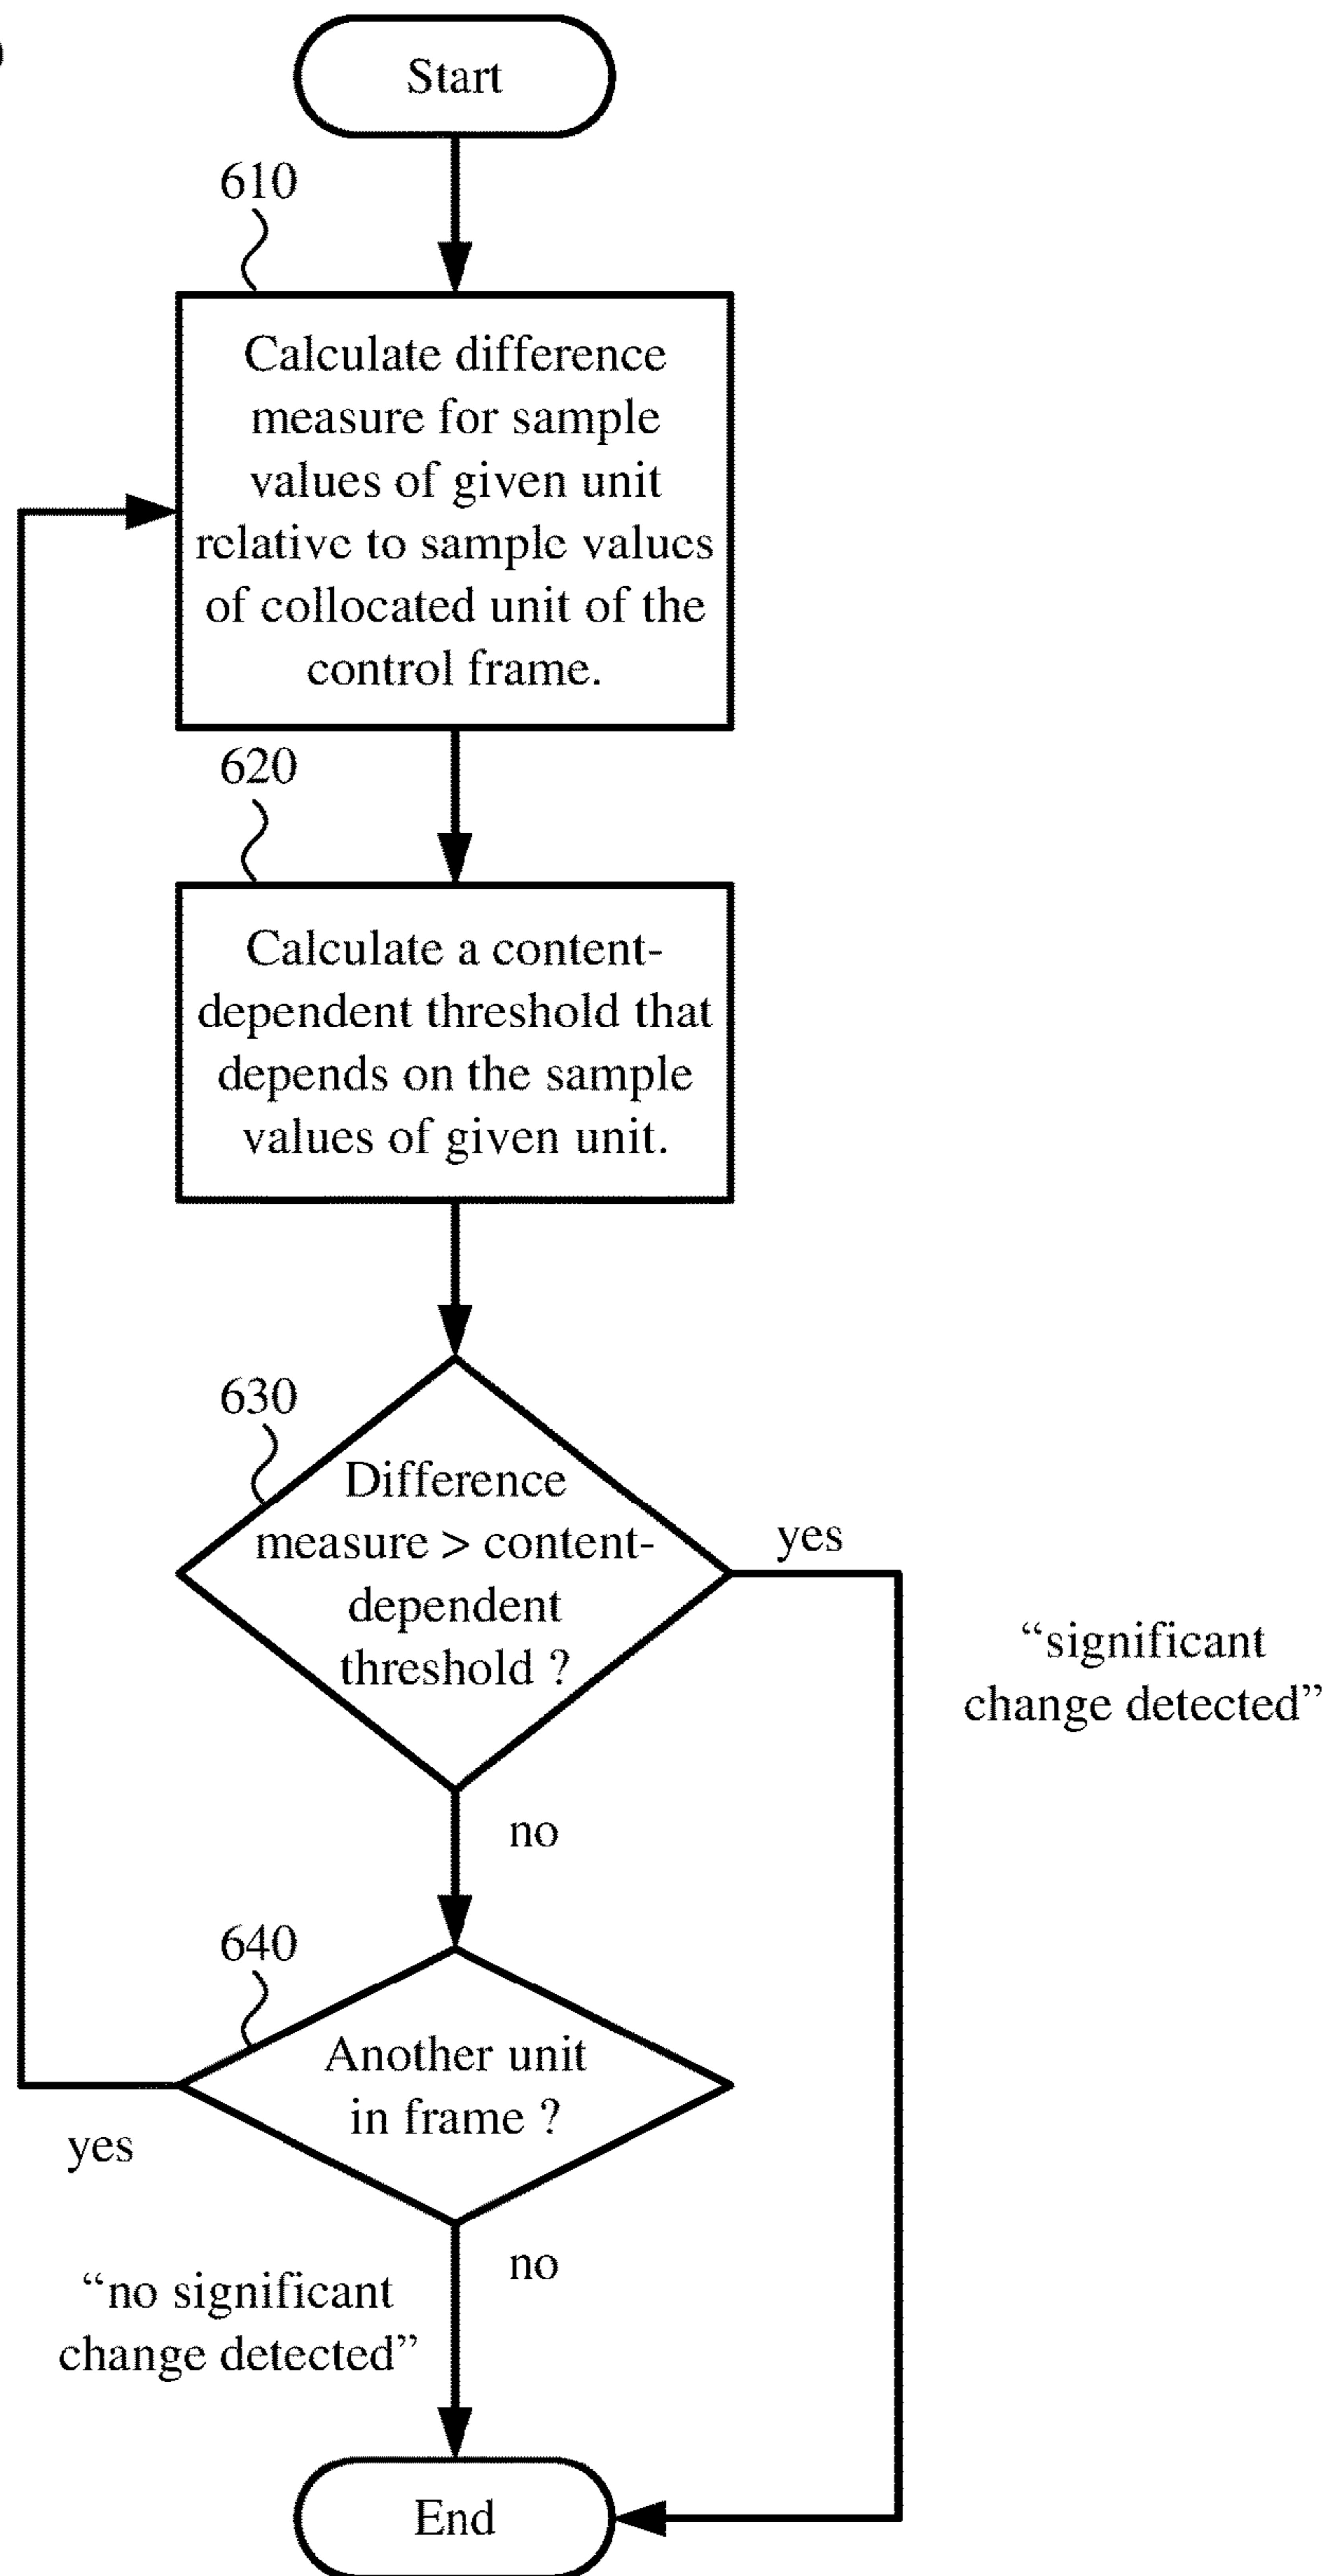 Start
610
Calculate difference
measure for sample
values of given unit
relative to sample values
of collocated unit of the
control frame.
620
Calculate a content-
dependent threshold that
depends on the sample
values of given unit.
630
Difference
measure > content-
dependent
threshold ?
yes
“significant
change detected”
no
640
Another unit
in frame ?
yes
no
“no significant
change detected”
End